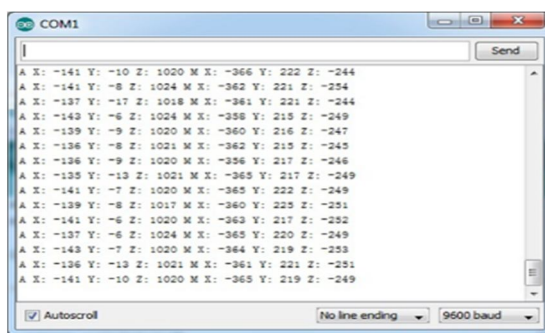 COM1
Send
A X: -141 Y: -10 Z: 1020 M X: -366 Y: 222 Z: -244
A X: -141 Y: -8 Z: 1024 M X: -362 Y: 221 Z: -254
A X: -137 Y: -17 Z: 1018 M X: -361 Y: 221 Z: -244
A X: -143 Y: -6 Z: 1024 M X: -358 Y: 215 Z: -249
A X: -139 Y: -9 Z: 1020 M X: -360 Y: 216 Z: -247
A X: -136 Y: -8 Z: 1021 M X: -362 Y: 215 Z: -245
A X: -136 Y: -9 Z: 1020 M X: -356 Y: 217 Z: -246
A X: -135 Y: -13 Z: 1021 M X: -365 Y: 217 Z: -249
A X: -141 Y: -7 Z: 1020 M X: -365 Y: 222 Z: -249
A X: -139 Y: -8 Z: 1017 M X: -360 Y: 225 Z: -251
A X: -141 Y: -6 Z: 1020 M X: -363 Y: 217 Z: -252
A X: -137 Y: -6 Z: 1024 M X: -365 Y: 220 Z: -249
A X: -143 Y: -7 Z: 1020 M X: -364 Y: 219 Z: -253
A X: -136 Y: -13 Z: 1021 M X: -361 Y: 221 Z: -251
A X: -141 Y: -10 Z: 1020 M X: -365 Y: 219 Z: -249
Autoscroll No line ending 9600 baud